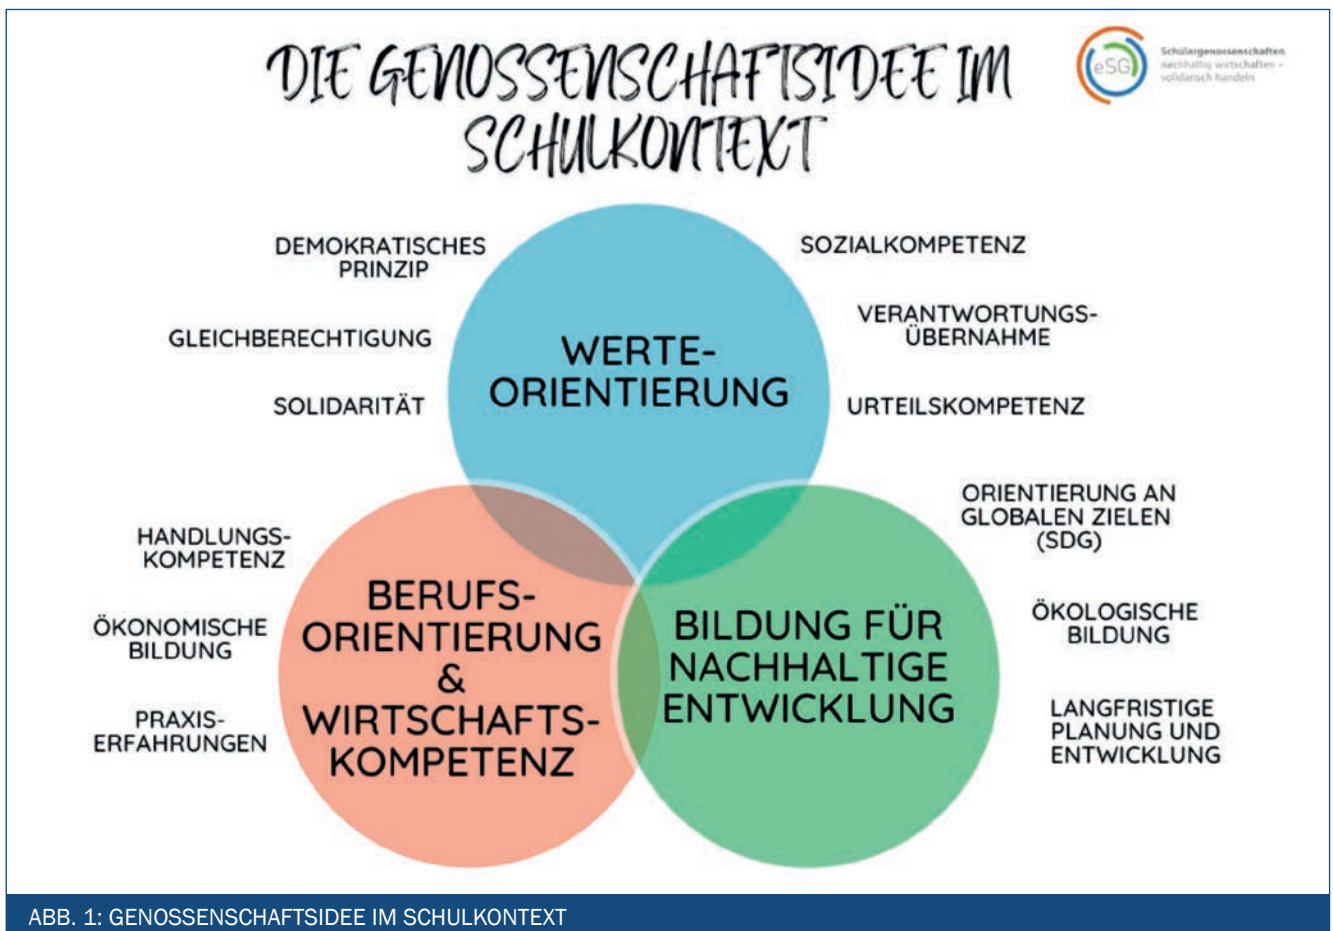 DIE GENOSSENSCHAFTSIDEE IM
SCHULKONTEXT
eSG
Schülergenossenschaften
nachhaltig wirtschaften –
solidarisch handeln
DEMOKRATISCHES
PRINZIP
GLEICHBERECHTIGUNG
SOLIDARITÄT
SOZIALKOMPETENZ
VERANTWORTUNGS-
ÜBERNAHME
URTEILSKOMPETENZ
WERTE-
ORIENTIERUNG
HANDLUNGS-
KOMPETENZ
ÖKONOMISCHE
BILDUNG
PRAXIS-
ERFAHRUNGEN
BERUFS-
ORIENTIERUNG
&
WIRTSCHAFTS-
KOMPETENZ
BILDUNG FÜR
NACHHALTIGE
ENTWICKLUNG
ORIENTIERUNG AN
GLOBALEN ZIELEN
(SDG)
ÖKOLOGISCHE
BILDUNG
LANGFRISTIGE
PLANUNG UND
ENTWICKLUNG
ABB. 1: GENOSSENSCHAFTSIDEE IM SCHULKONTEXT